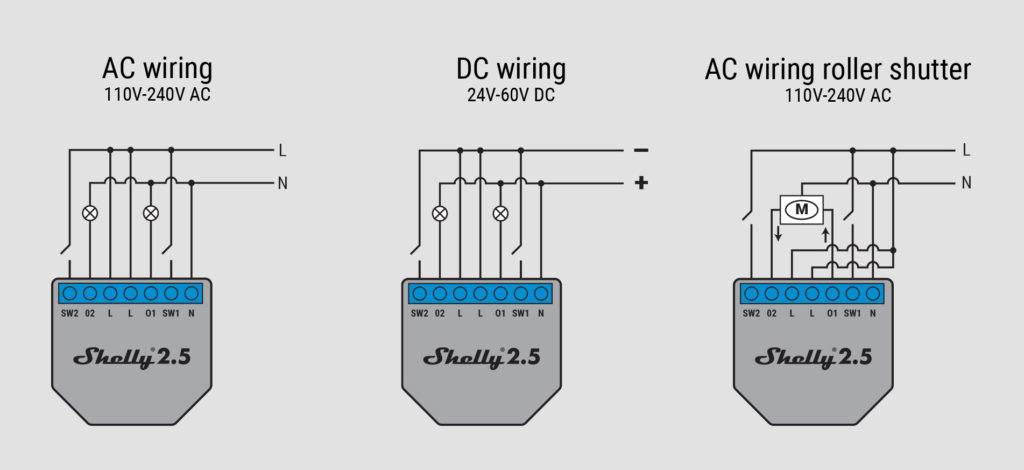 AC wiring
110V-240V AC
L
N
SW2 02 L L O1 SW1 N
Shelly® 2.5
DC wiring
24V-60V DC
−
+
SW2 02 L L O1 SW1 N
Shelly® 2.5
AC wiring roller shutter
110V-240V AC
L
N
M
SW2 02 L L O1 SW1 N
Shelly® 2.5